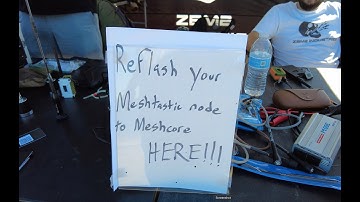 Reflash your
Meshtastic node
to Meshcore
HERE!!!